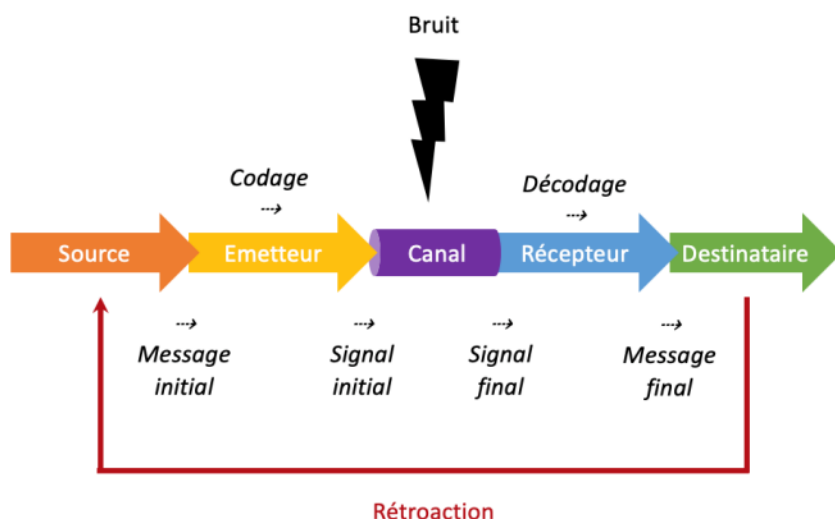 Bruit
Codage
⤏
Décodage
⤏
Source
Emetteur
Canal
Récepteur
Destinataire
⤏
Message
initial
⤏
Signal
initial
⤏
Signal
final
⤏
Message
final
Rétroaction